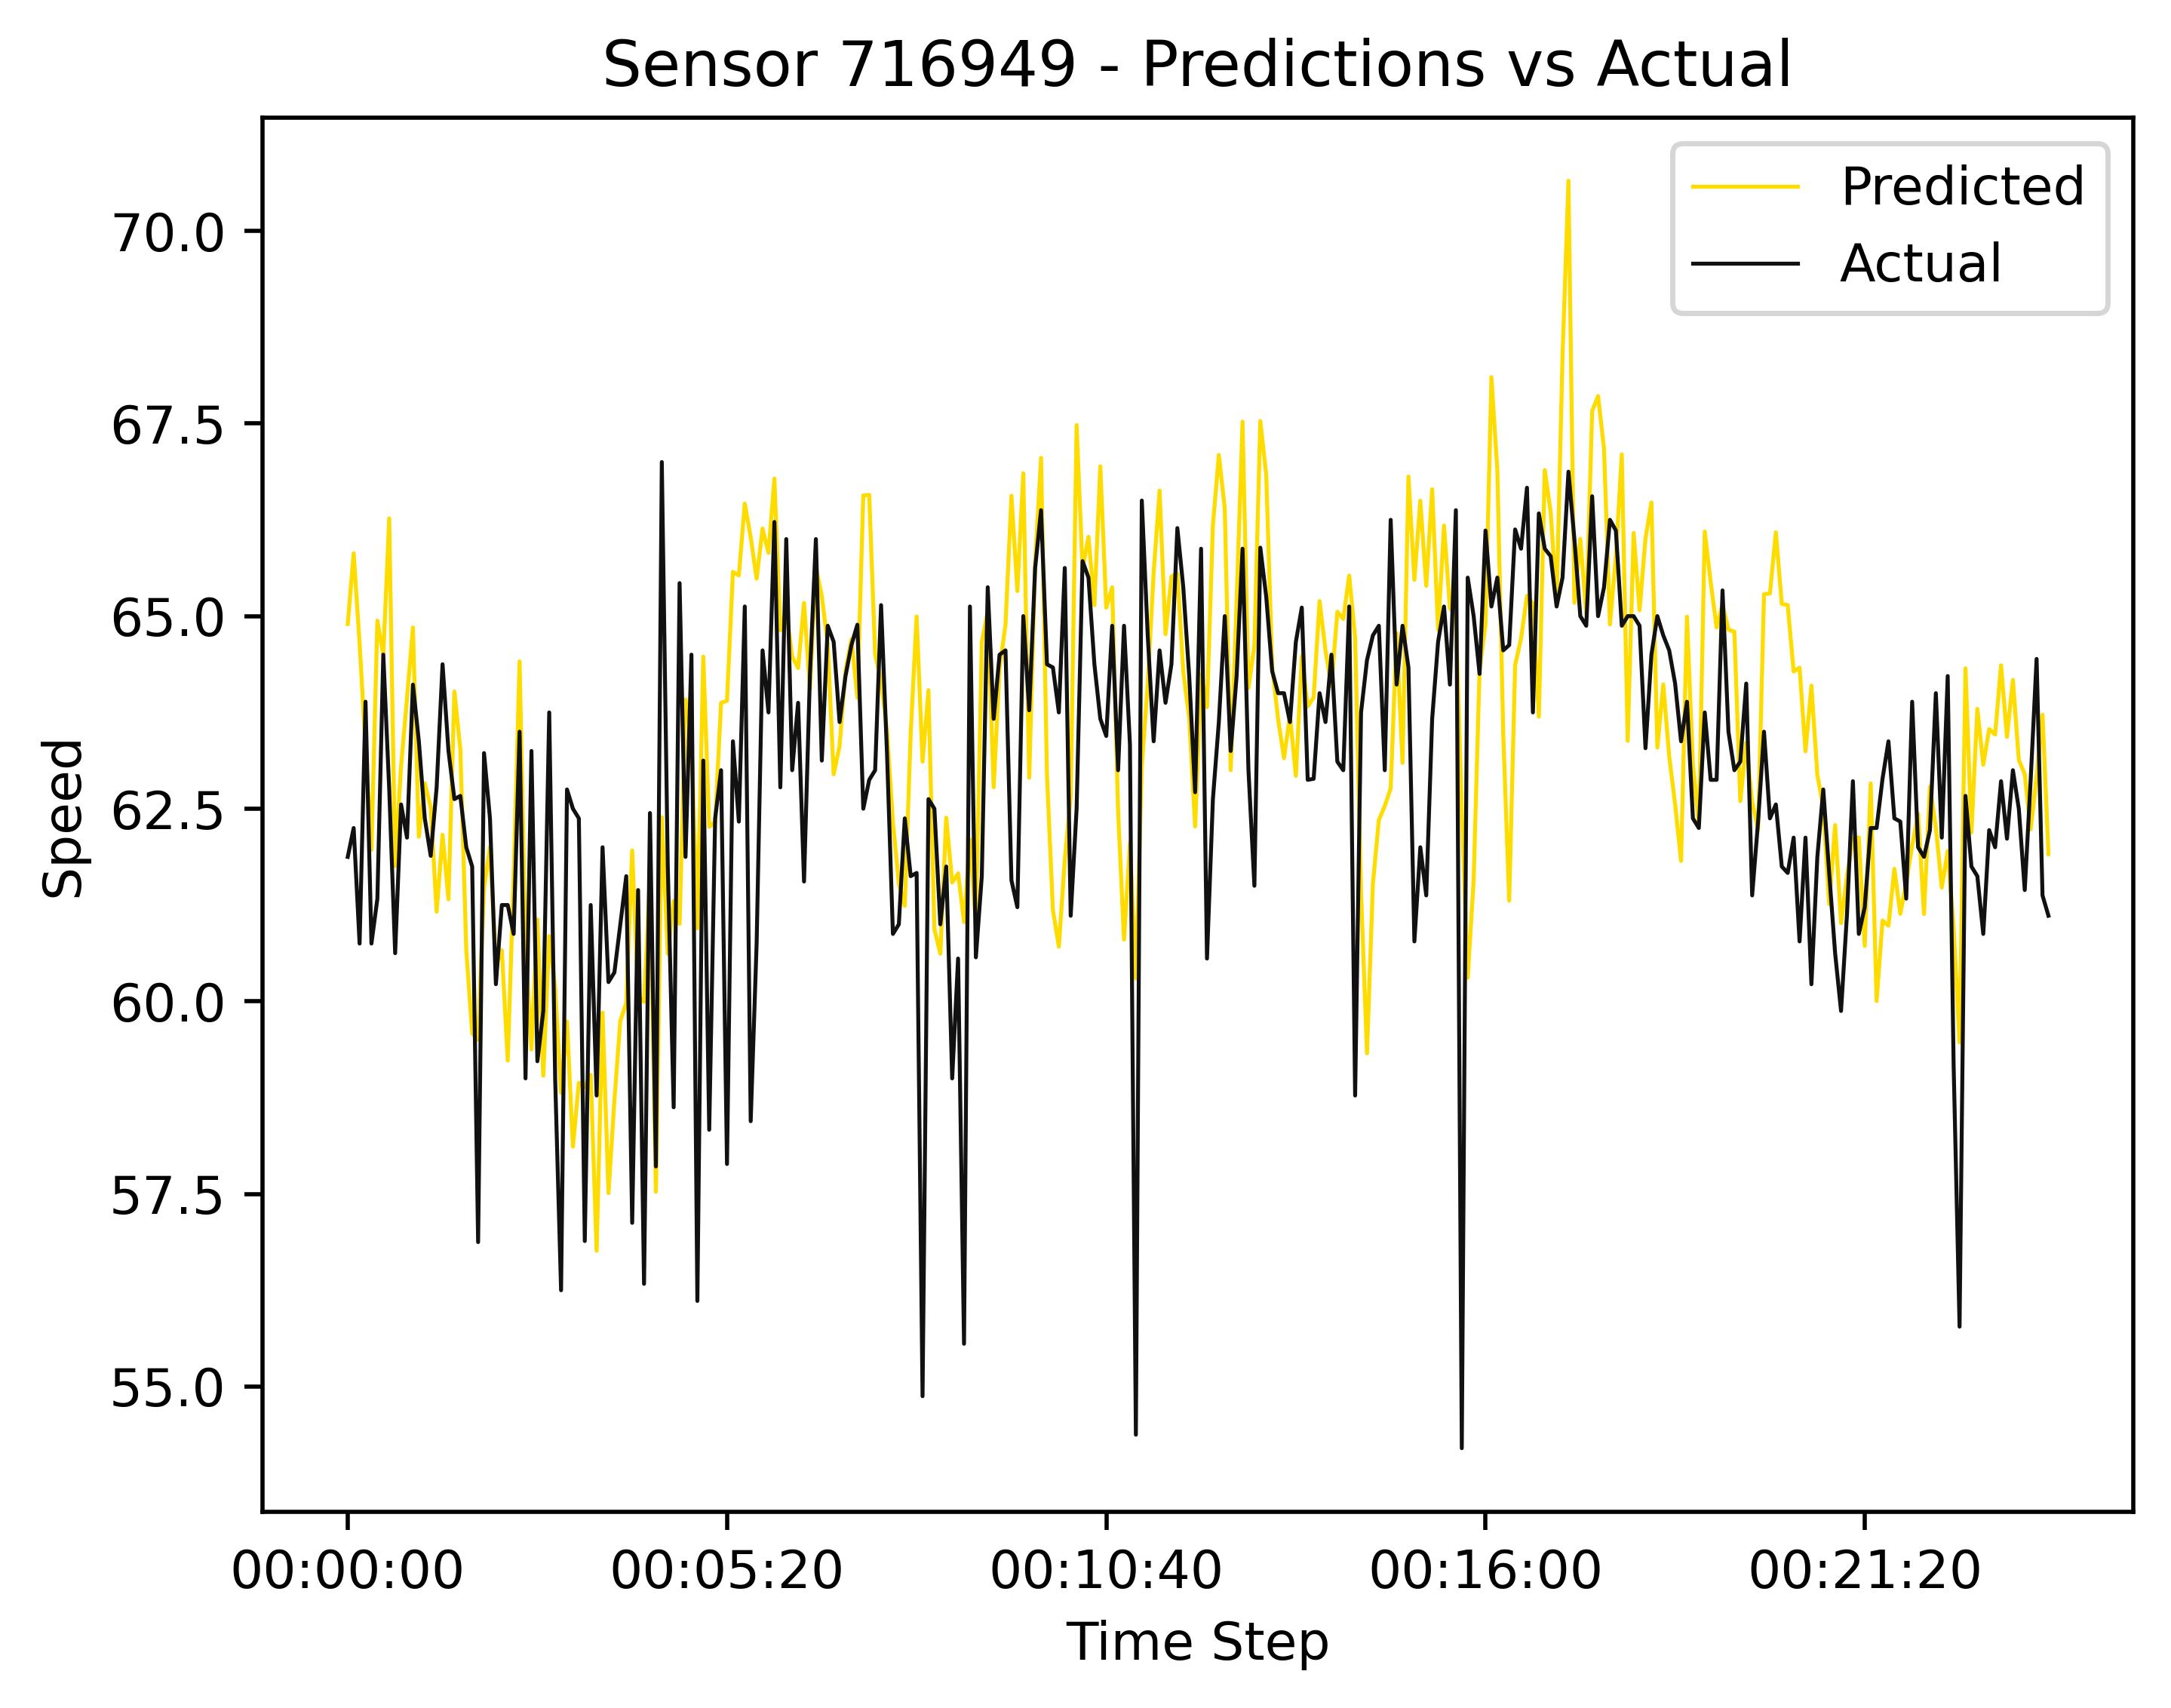 Sensor 716949 - Predictions vs Actual
Predicted
Actual
70.0
67.5
65.0
62.5
60.0
57.5
55.0
Speed
00:00:00 00:05:20 00:10:40 00:16:00 00:21:20
Time Step